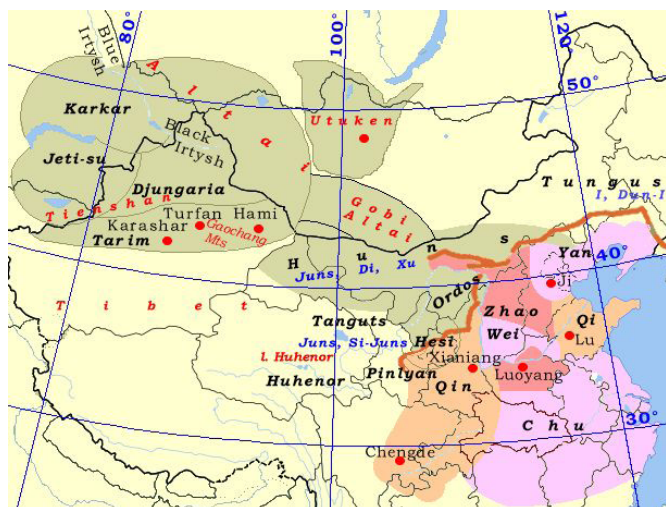 80°
100°
120
Blue
Irtysh
Altai
50°
Karkar
Utuken
Black
Irtysh
Jeti-su
Djungaria
Gobi
Altai
Tungus
I, Dun-I
Tienshan
Turfan
Hami
Karashar
Gaochang
Mts
Tarim
Huns
Juns,
Di,
Xu
Yan
40°
Ji
Ordos
Tibet
Zhao
Qi
Tanguts
Wei
Lu
Juns, Si-Juns
Hesi
l. Huhenor
Xianiang
Huhenor
Pinlyan
Luoyang
Qin
Chu
30°
Chengde